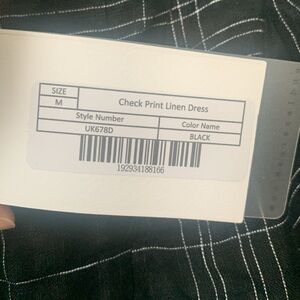 SIZE
M
Check Print Linen Dress
Style Number
Color Name
UK678D
BLACK
192934188166